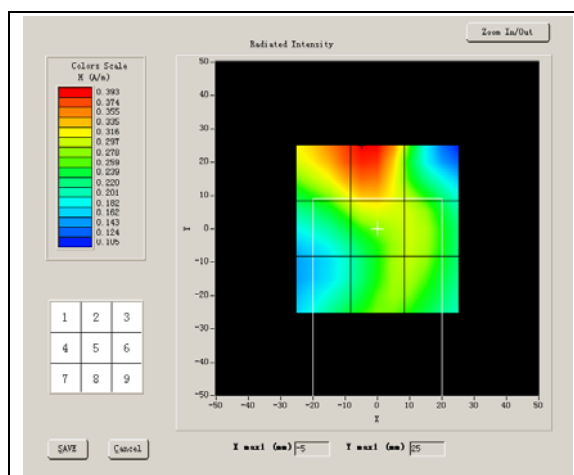 Zoom In/Out
Radiated Intensity
Colors Scale
H (A/m)
0.393
0.374
0.355
0.335
0.316
0.297
0.278
0.259
0.239
0.220
0.201
0.182
0.162
0.143
0.124
0.105
50
40
30
20
10
0
-10
-20
-30
-40
-50
Y
-50 -40 -30 -20 -10 0 10 20 30 40 50
X
1 2 3
4 5 6
7 8 9
SAVE
Cancel
X max1 (mm) -5
Y max1 (mm) 25